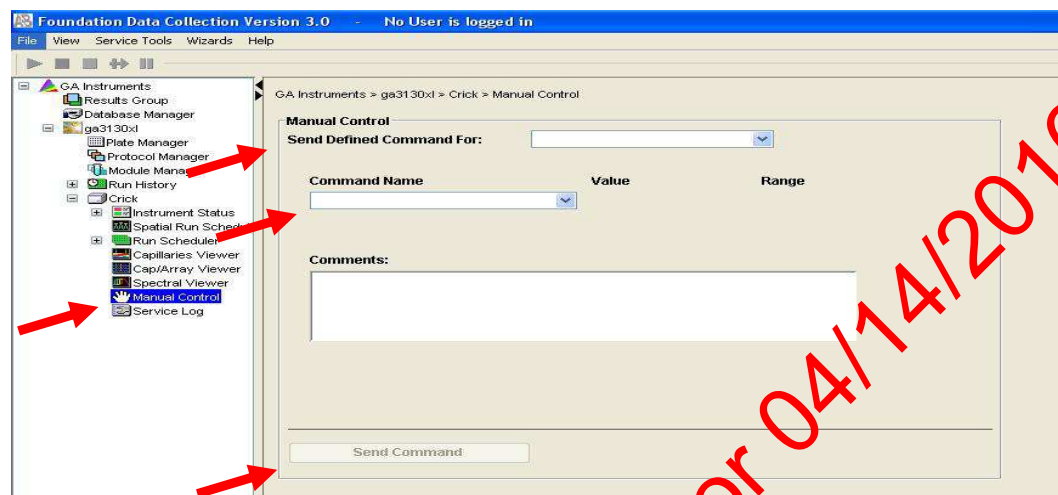 Foundation Data Collection Version 3.0 - No User is logged in
File View Service Tools Wizards Help
GA Instruments
Results Group
Database Manager
ga3130xl
Plate Manager
Protocol Manager
Module Mana
Run History
Crick
Instrument Status
Spatial Run Schedul
Run Scheduler
Capillaries Viewer
Cap/Array Viewer
Spectral Viewer
Manual Control
Service Log
GA Instruments > ga3130xl > Crick > Manual Control
Manual Control
Send Defined Command For:
Command Name Value Range
Comments:
Send Command
or 04/14/201